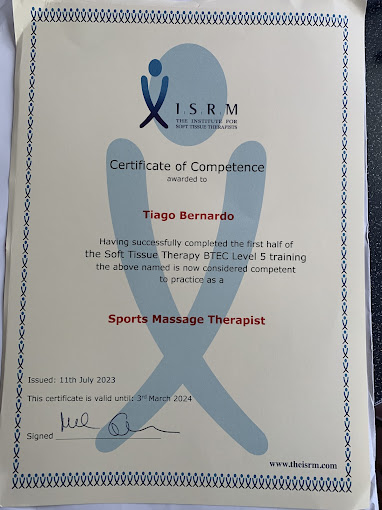 I.S.R.M
THE INSTITUTE FOR
SOFT TISSUE THERAPISTS
Certificate of Competence
awarded to
Tiago Bernardo
Having successfully completed the first half of
the Soft Tissue Therapy BTEC Level 5 training
the above named is now considered competent
to practice as a
Sports Massage Therapist
Issued: 11th July 2023
This certificate is valid until: 3rd March 2024
Signed
www.theisrm.com